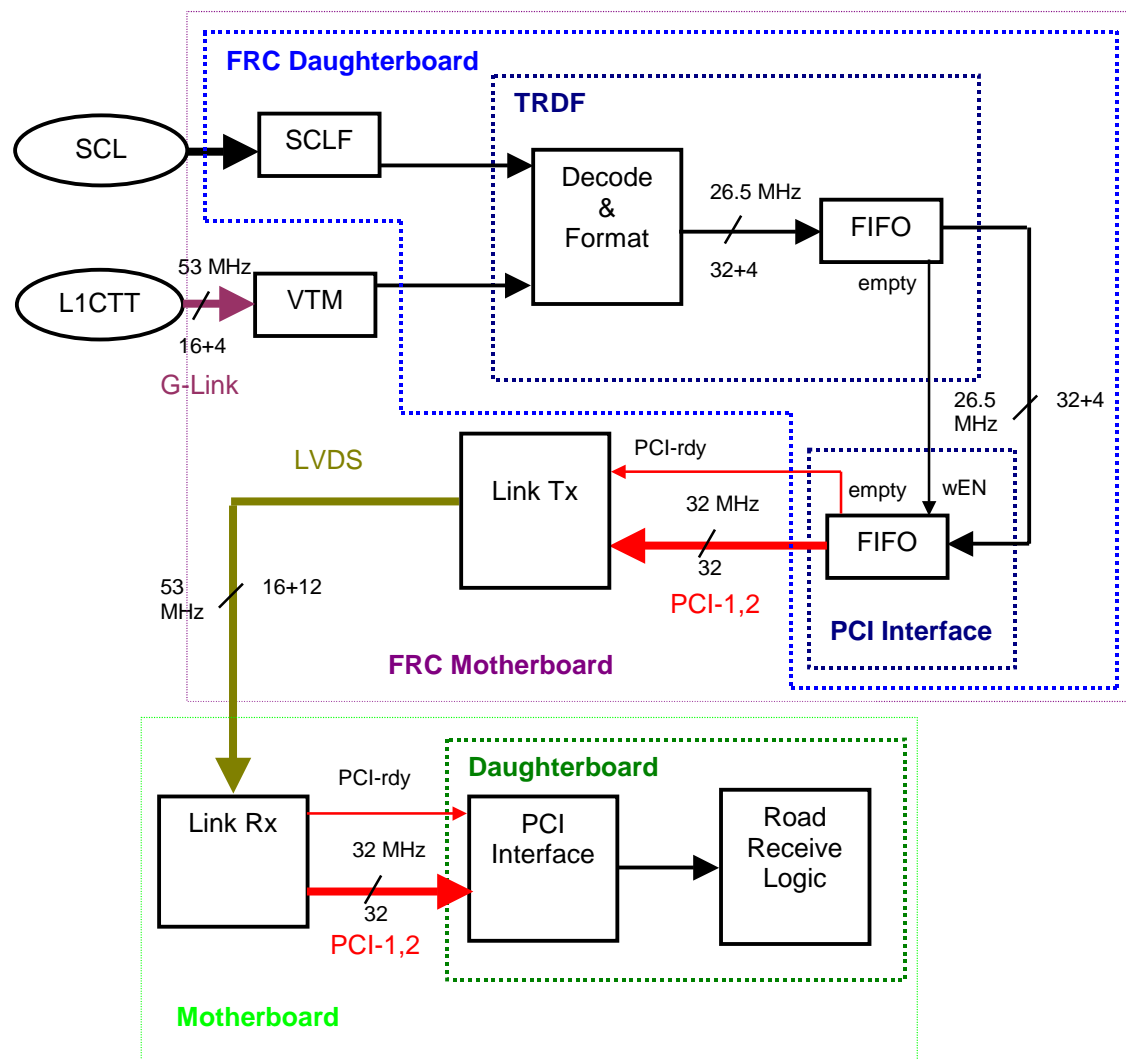 FRC Daughterboard
TRDF
SCL
SCLF
Decode
&
Format
26.5 MHz
32+4
FIFO
empty
53 MHz
L1CTT
16+4
VTM
G-Link
26.5
MHz
32+4
LVDS
Link Tx
PCI-rdy
empty
wEN
32 MHz
32
FIFO
PCI-1,2
53
MHz
16+12
PCI Interface
FRC Motherboard
Daughterboard
Link Rx
PCI-rdy
PCI
Interface
Road
Receive
Logic
32 MHz
32
PCI-1,2
Motherboard